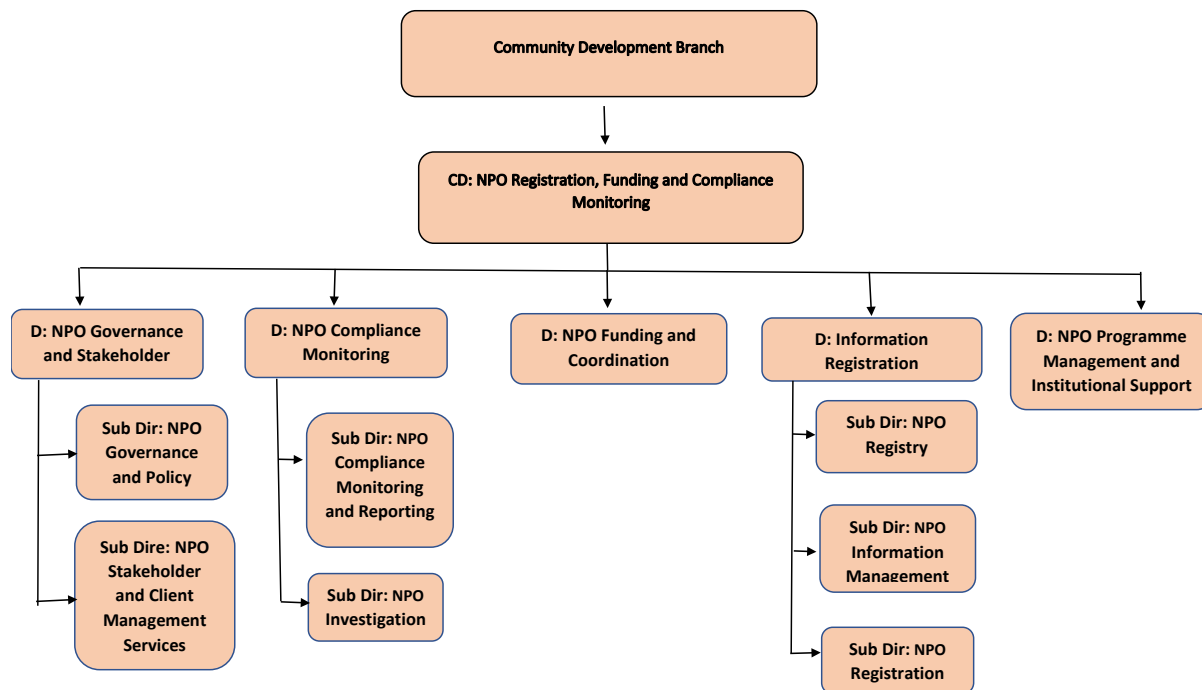 Community Development Branch
CD: NPO Registration, Funding and Compliance
Monitoring
D: NPO Governance
and Stakeholder
D: NPO Compliance
Monitoring
D: NPO Funding and
Coordination
D: Information
Registration
D: NPO Programme
Management and
Institutional Support
Sub Dir: NPO
Governance
and Policy
Sub Dire: NPO
Stakeholder
and Client
Management
Services
Sub Dir: NPO
Compliance
Monitoring
and Reporting
Sub Dir: NPO
Investigation
Sub Dir: NPO
Registry
Sub Dir: NPO
Information
Management
Sub Dir: NPO
Registration